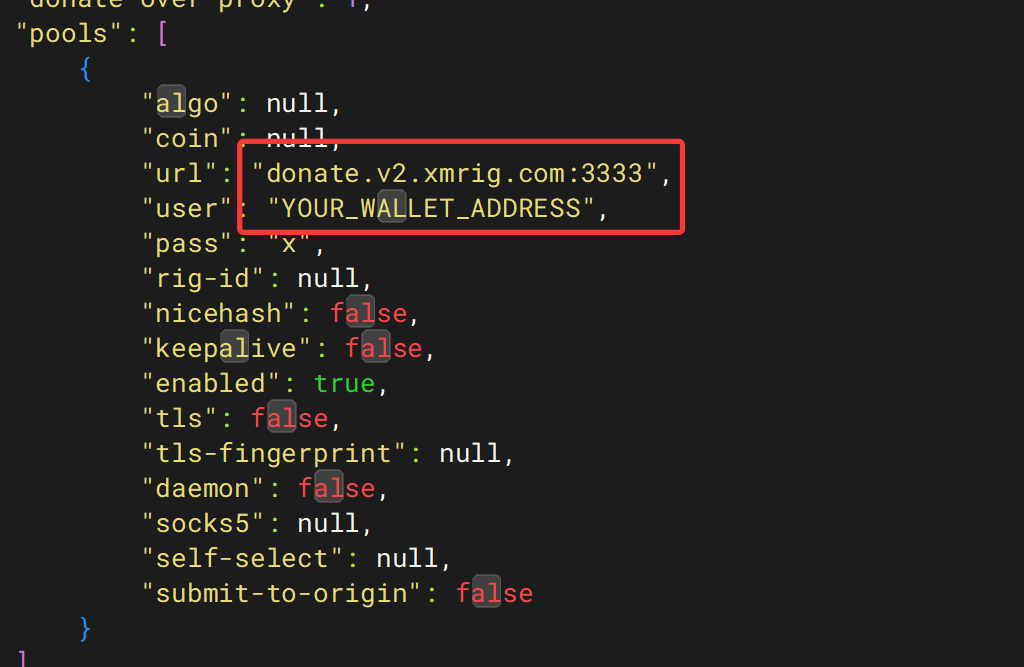 "donate-over-proxy": 1,
"pools": [
{
"algo": null,
"coin": null,
"url": "donate.v2.xmrig.com:3333",
"user": "YOUR_WALLET_ADDRESS",
"pass": "x",
"rig-id": null,
"nicehash": false,
"keepalive": false,
"enabled": true,
"tls": false,
"tls-fingerprint": null,
"daemon": false,
"socks5": null,
"self-select": null,
"submit-to-origin": false
}
]